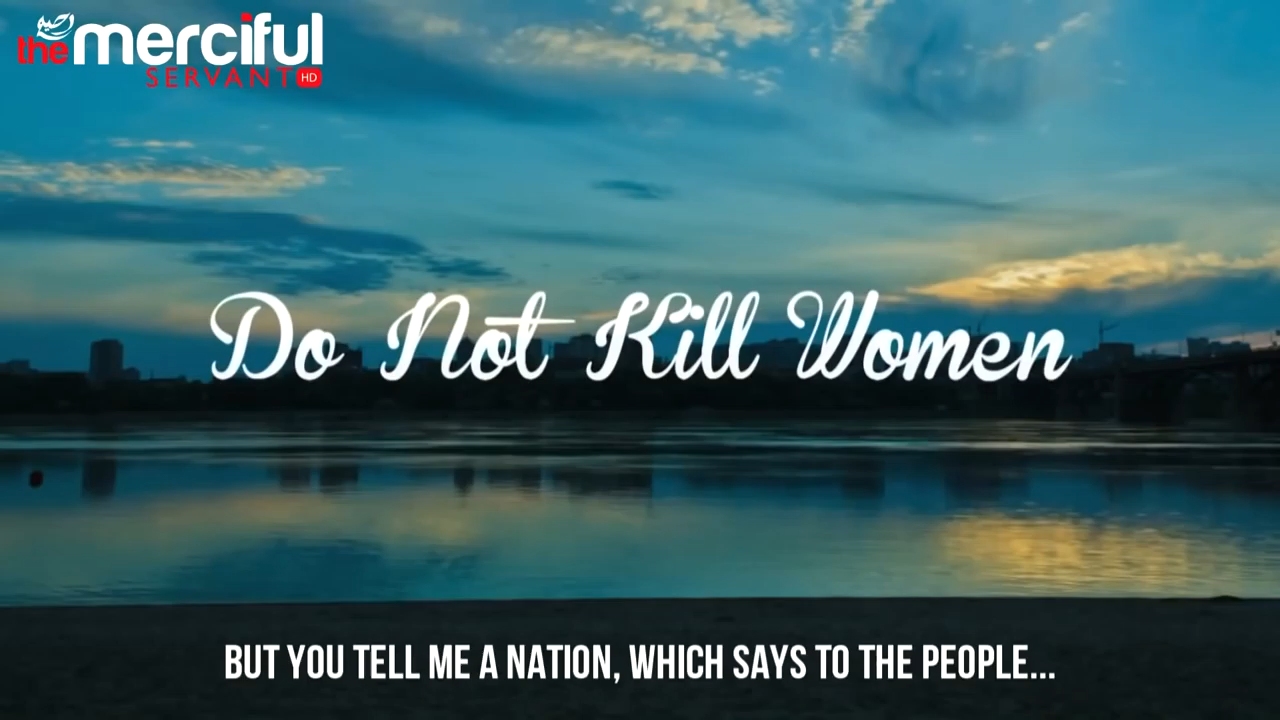 the merciful
SERVANT HD
Do Not Kill Women
BUT YOU TELL ME A NATION, WHICH SAYS TO THE PEOPLE...